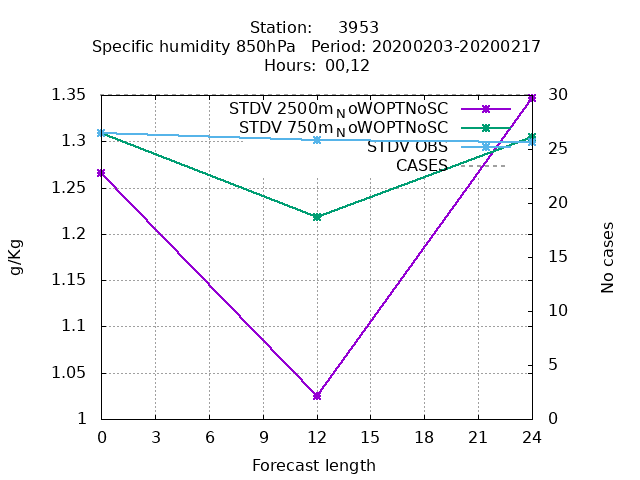 Station: 3953
Specific humidity 850hPa Period: 20200203-20200217
Hours: 00,12
STDV 2500m_NoWOPTNoSC
STDV 750m_NoWOPTNoSC
STDV OBS
CASES
1.35
1.3
1.25
1.2
1.15
1.1
1.05
1
g/Kg
30
25
20
15
10
5
0
No cases
0 3 6 9 12 15 18 21 24
Forecast length